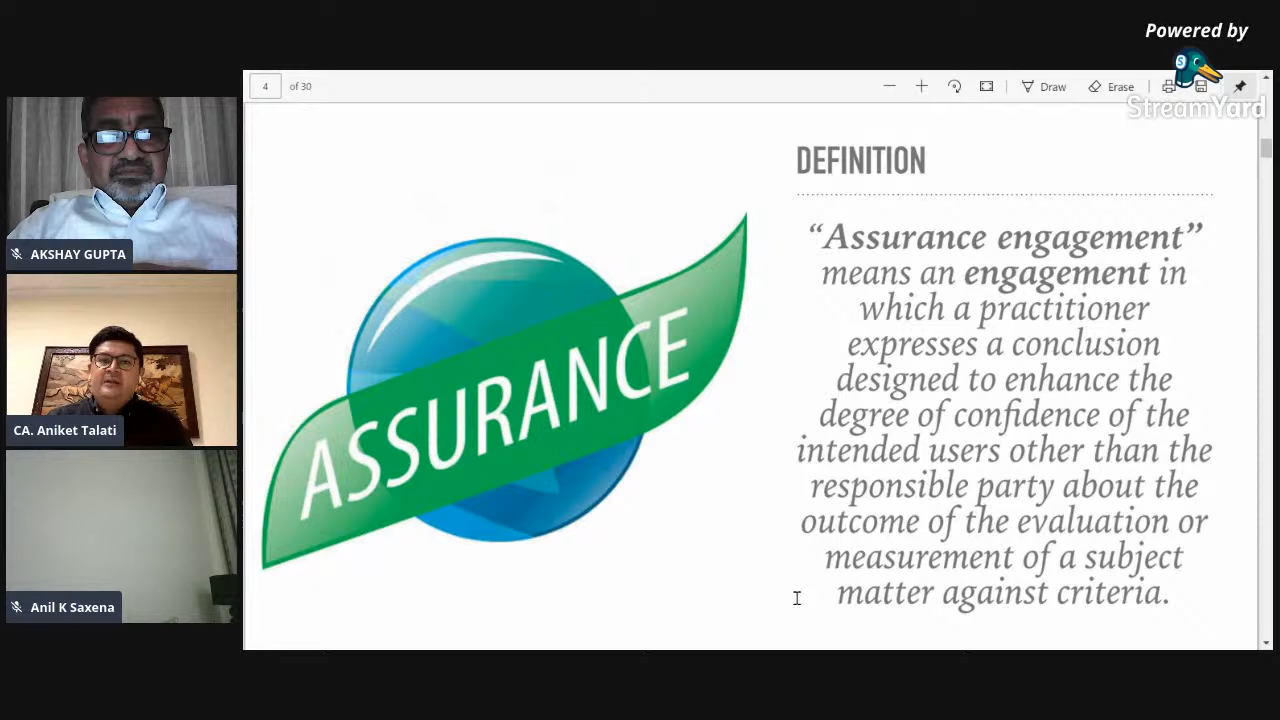 Powered by
StreamYard
4 of 30
Draw
Erase
AKSHAY GUPTA
CA. Aniket Talati
Anil K Saxena
ASSURANCE
DEFINITION
“Assurance engagement”
means an engagement in
which a practitioner
expresses a conclusion
designed to enhance the
degree of confidence of the
intended users other than the
responsible party about the
outcome of the evaluation or
measurement of a subject
matter against criteria.